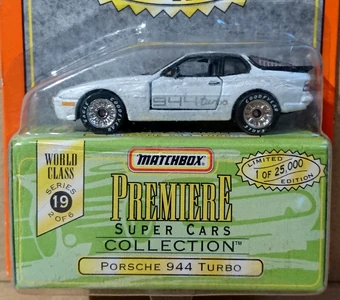 944 turbo
WORLD
CLASS
SERIES
19
2 OF 6
MATCHBOX
LIMITED
1 OF 25,000
EDITION
PREMIERE
SUPER CARS
COLLECTION™
PORSCHE 944 TURBO